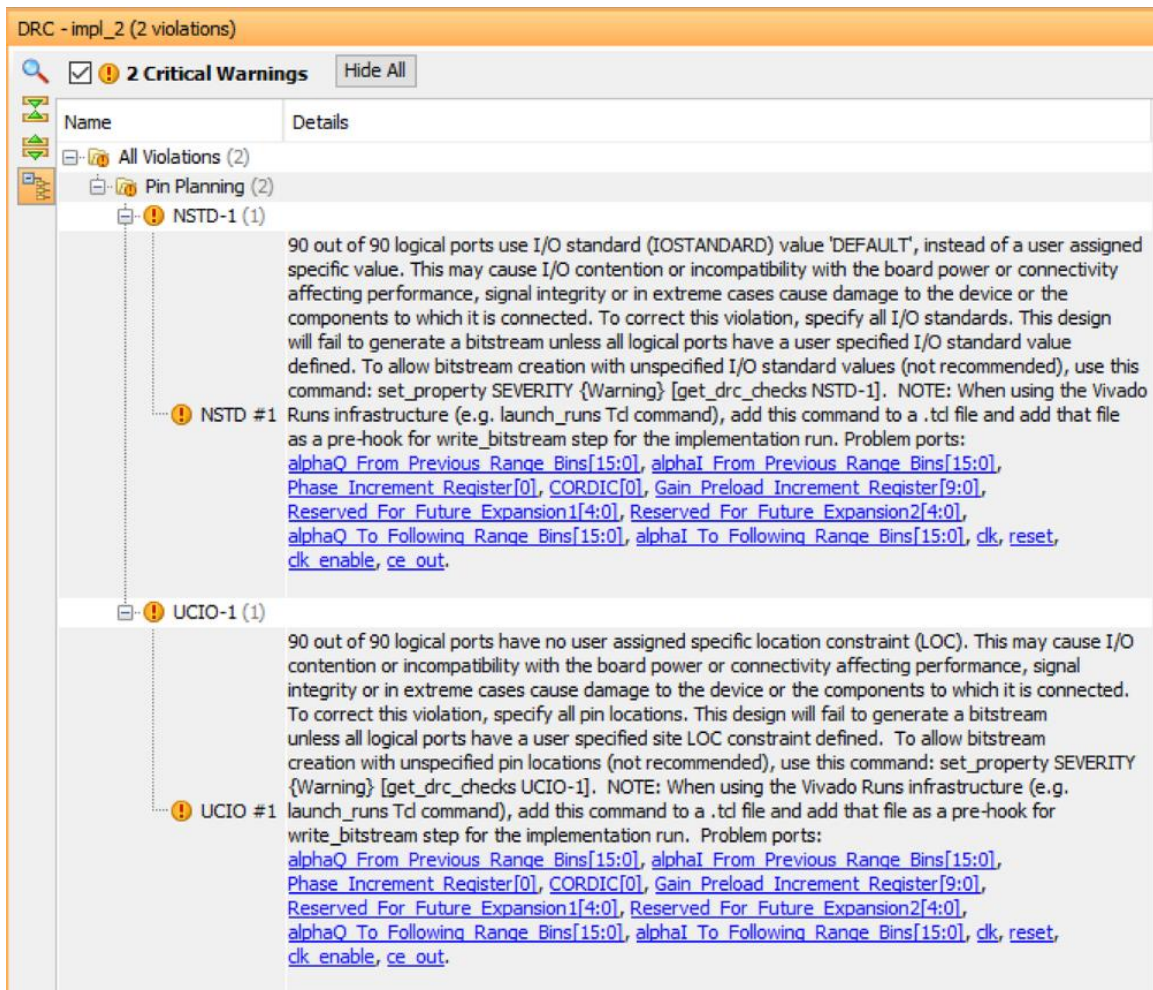 DRC - impl_2 (2 violations)
2 Critical Warnings Hide All
Name Details
All Violations (2)
Pin Planning (2)
NSTD-1 (1)
90 out of 90 logical ports use I/O standard (IOSTANDARD) value 'DEFAULT', instead of a user assigned
specific value. This may cause I/O contention or incompatibility with the board power or connectivity
affecting performance, signal integrity or in extreme cases cause damage to the device or the
components to which it is connected. To correct this violation, specify all I/O standards. This design
will fail to generate a bitstream unless all logical ports have a user specified I/O standard value
defined. To allow bitstream creation with unspecified I/O standard values (not recommended), use this
command: set_property SEVERITY {Warning} [get_drc_checks NSTD-1]. NOTE: When using the Vivado
NSTD #1 Runs infrastructure (e.g. launch_runs Tcl command), add this command to a .tcl file and add that file
as a pre-hook for write_bitstream step for the implementation run. Problem ports:
alphaQ_From_Previous_Range_Bins[15:0], alphaI_From_Previous_Range_Bins[15:0],
Phase_Increment_Register[0], CORDIC[0], Gain_Preload_Increment_Register[9:0],
Reserved_For_Future_Expansion1[4:0], Reserved_For_Future_Expansion2[4:0],
alphaQ_To_Following_Range_Bins[15:0], alphaI_To_Following_Range_Bins[15:0], clk, reset,
clk_enable, ce_out.
UCIO-1 (1)
90 out of 90 logical ports have no user assigned specific location constraint (LOC). This may cause I/O
contention or incompatibility with the board power or connectivity affecting performance, signal
integrity or in extreme cases cause damage to the device or the components to which it is connected.
To correct this violation, specify all pin locations. This design will fail to generate a bitstream
unless all logical ports have a user specified site LOC constraint defined. To allow bitstream
creation with unspecified pin locations (not recommended), use this command: set_property SEVERITY
{Warning} [get_drc_checks UCIO-1]. NOTE: When using the Vivado Runs infrastructure (e.g.
UCIO #1 launch_runs Tcl command), add this command to a .tcl file and add that file as a pre-hook for
write_bitstream step for the implementation run. Problem ports:
alphaQ_From_Previous_Range_Bins[15:0], alphaI_From_Previous_Range_Bins[15:0],
Phase_Increment_Register[0], CORDIC[0], Gain_Preload_Increment_Register[9:0],
Reserved_For_Future_Expansion1[4:0], Reserved_For_Future_Expansion2[4:0],
alphaQ_To_Following_Range_Bins[15:0], alphaI_To_Following_Range_Bins[15:0], clk, reset,
clk_enable, ce_out.